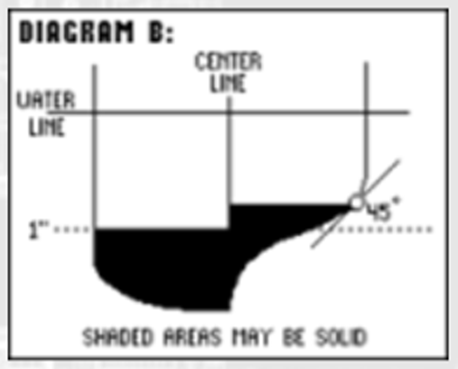 DIAGRAM B:
CENTER
LINE
WATER
LINE
45°
1"
SHADED AREAS MAY BE SOLID